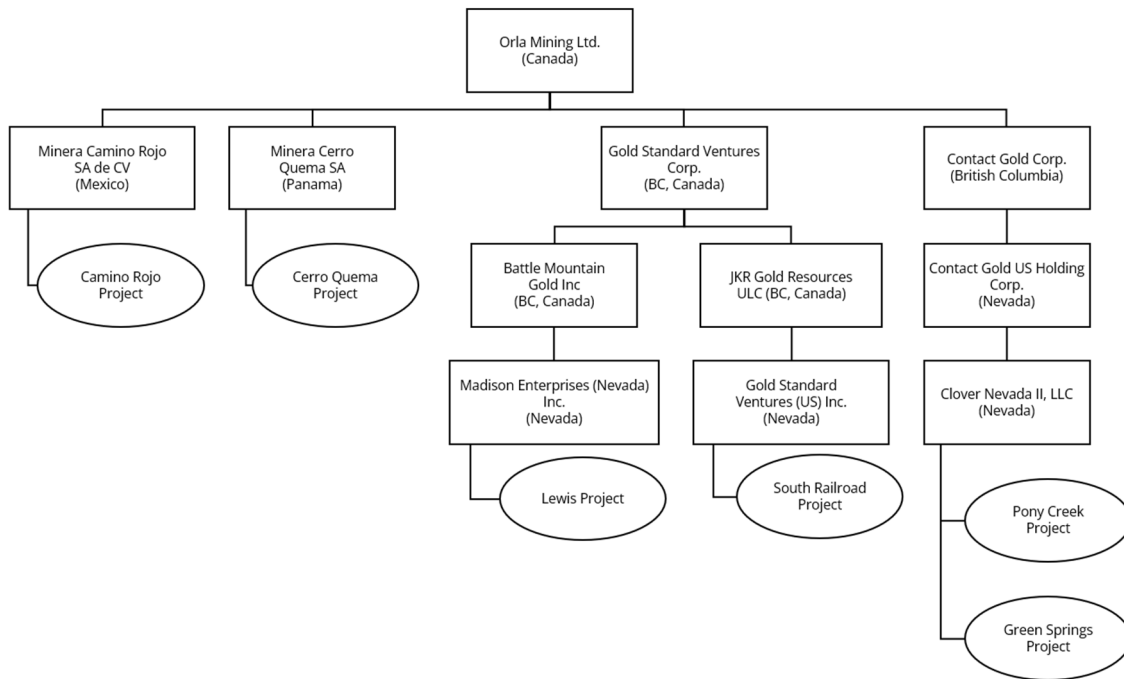 Orla Mining Ltd.
(Canada)
Minera Camino Rojo
SA de CV
(Mexico)
Minera Cerro
Quema SA
(Panama)
Gold Standard Ventures
Corp.
(BC, Canada)
Contact Gold Corp.
(British Columbia)
Camino Rojo
Project
Cerro Quema
Project
Battle Mountain
Gold Inc
(BC, Canada)
JKR Gold Resources
ULC (BC, Canada)
Contact Gold US Holding
Corp.
(Nevada)
Madison Enterprises (Nevada)
Inc.
(Nevada)
Gold Standard
Ventures (US) Inc.
(Nevada)
Clover Nevada II, LLC
(Nevada)
Lewis Project
South Railroad
Project
Pony Creek
Project
Green Springs
Project